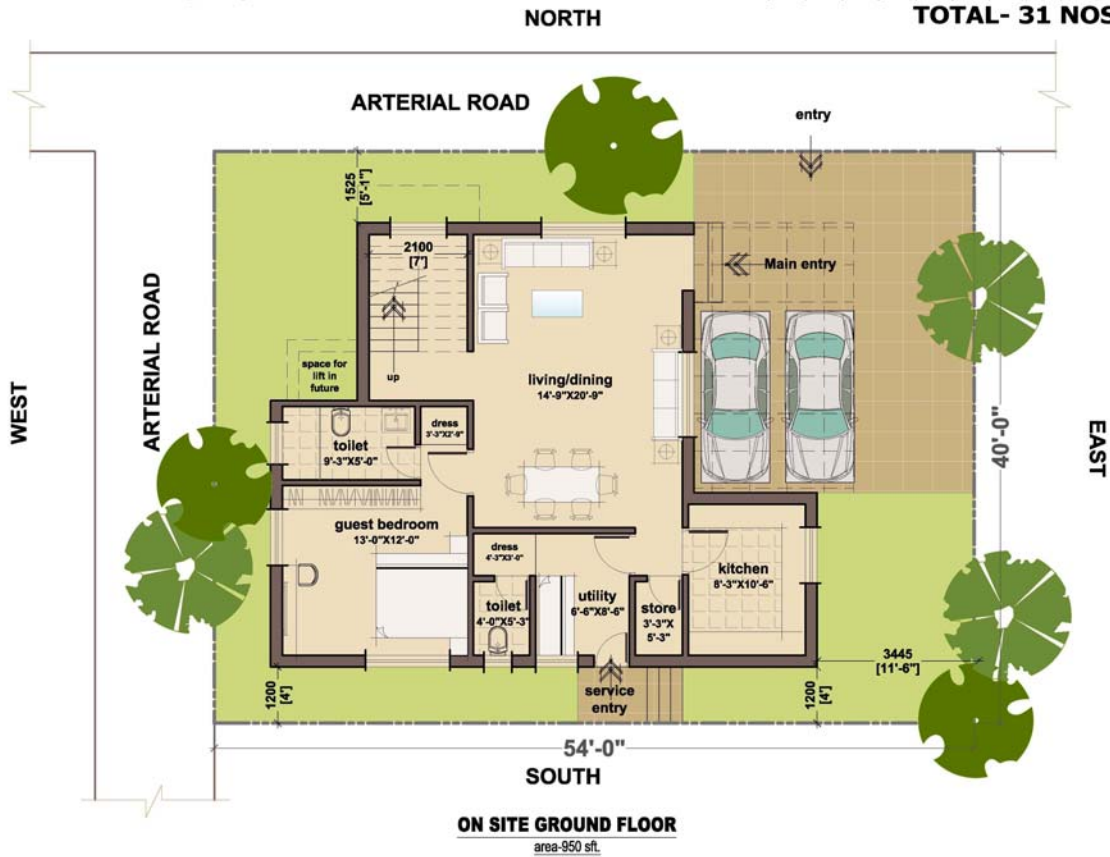 NORTH
TOTAL- 31 NOS
ARTERIAL ROAD
entry
1525
[5'-1"]
2100
[7']
Main entry
ARTERIAL ROAD
WEST
space for
lift in
future
up
living/dining
14'-9"X20'-9"
dress
3'-3"X2'-9"
toilet
9'-3"X5'-0"
40'-0"
EAST
guest bedroom
13'-0"X12'-0"
dress
4'-3"X3'-0"
kitchen
8'-3"X10'-6"
toilet
4'-0"X5'-3"
utility
6'-6"X8'-6"
store
3'-3"X
5'-3"
3445
[11'-6"]
1200
[4']
service
entry
1200
[4']
54'-0"
SOUTH
ON SITE GROUND FLOOR
area-950 sft.